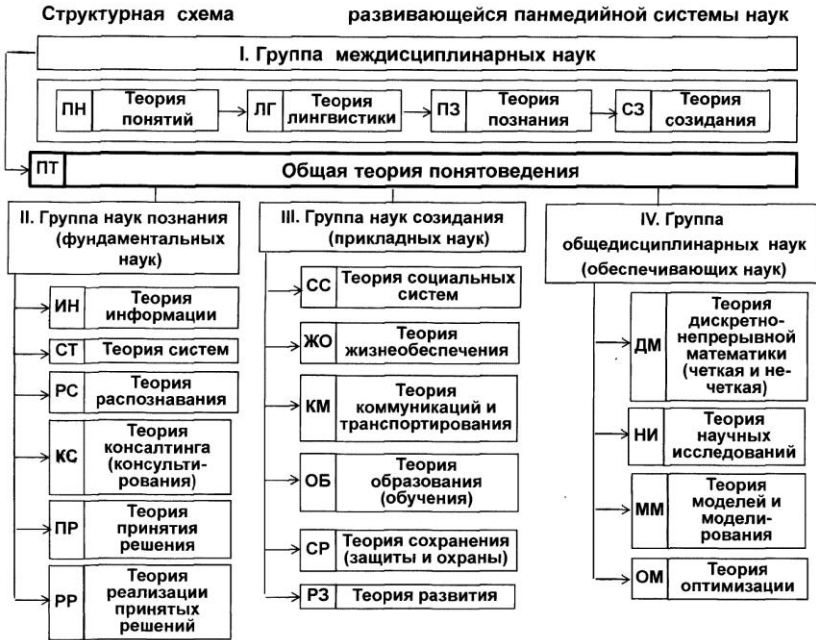 Структурная схема развивающейся панмедийной системы наук
I. Группа междисциплинарных наук
ПН
Теория
понятий
ЛГ
Теория
лингвистики
ПЗ
Теория
познания
СЗ
Теория
созидания
ПТ
Общая теория понятоведения
II. Группа наук познания
(фундаментальных
наук)
ИН
Теория
информации
СТ
Теория систем
РС
Теория
распознавания
КС
Теория
консалтинга
(консульти-
рования)
ПР
Теория
принятия
решения
РР
Теория
реализации
принятых
решений
III. Группа наук созидания
(прикладных наук)
СС
Теория социальных
систем
ЖО
Теория
жизнеобеспечения
КМ
Теория
коммуникаций и
транспортирования
ОБ
Теория
образования
(обучения)
СР
Теория сохранения
(защиты и охраны)
РЗ
Теория развития
IV. Группа
общедисциплинарных наук
(обеспечивающих наук)
ДМ
Теория
дискретно-
непрерывной
математики
(четкая и не-
четкая)
НИ
Теория
научных
исследований
ММ
Теория
моделей и
модели-
рования
ОМ
Теория
оптимизации